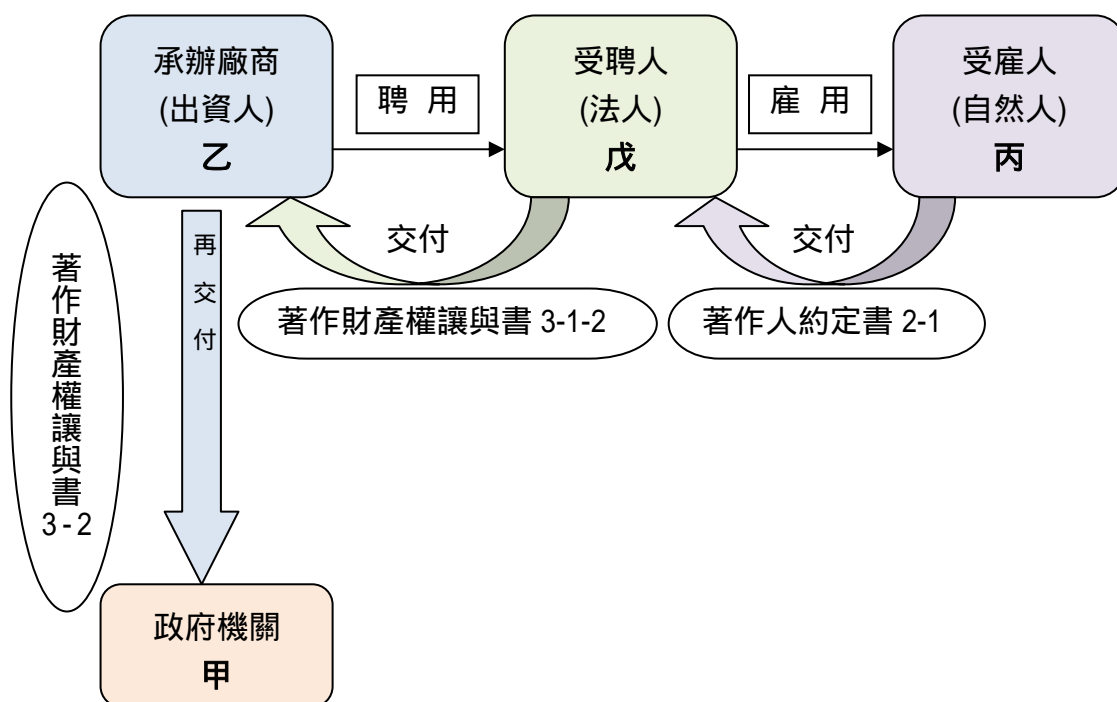 承辦廠商
(出資人)
乙
聘 用
受聘人
(法人)
戊
雇 用
受雇人
(自然人)
丙
交付
交付
著作財產權讓與書 3-1-2
著作人約定書 2-1
再交付
著作財產權讓與書
3-2
政府機關
甲